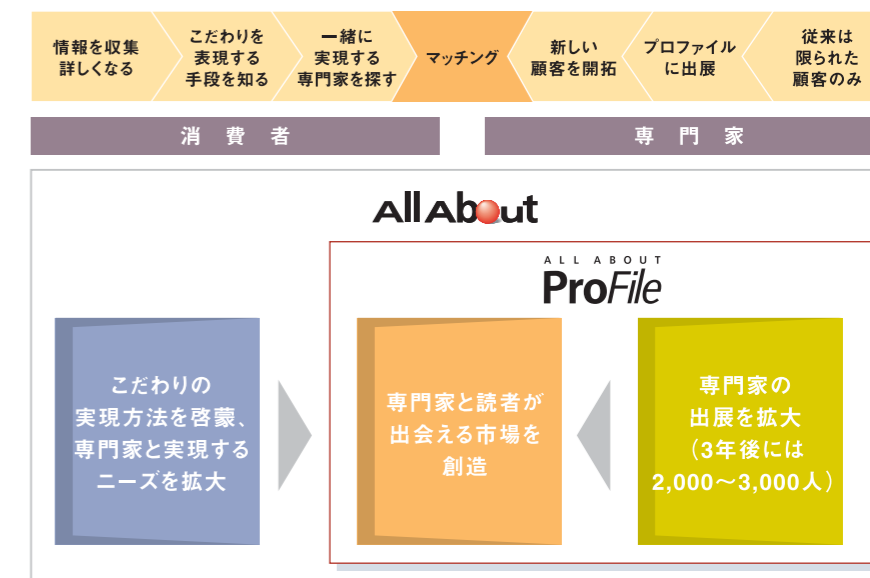 情報を収集
詳しくなる
こだわりを
表現する
手段を知る
一緒に
実現する
専門家を探す
マッチング
新しい
顧客を開拓
プロファイル
に出展
従来は
限られた
顧客のみ
消費者
専門家
All About
ALL ABOUT
ProFile
こだわりの
実現方法を啓蒙、
専門家と実現する
ニーズを拡大
専門家と読者が
出会える市場を
創造
専門家の
出展を拡大
（3年後には
2,000～3,000人）